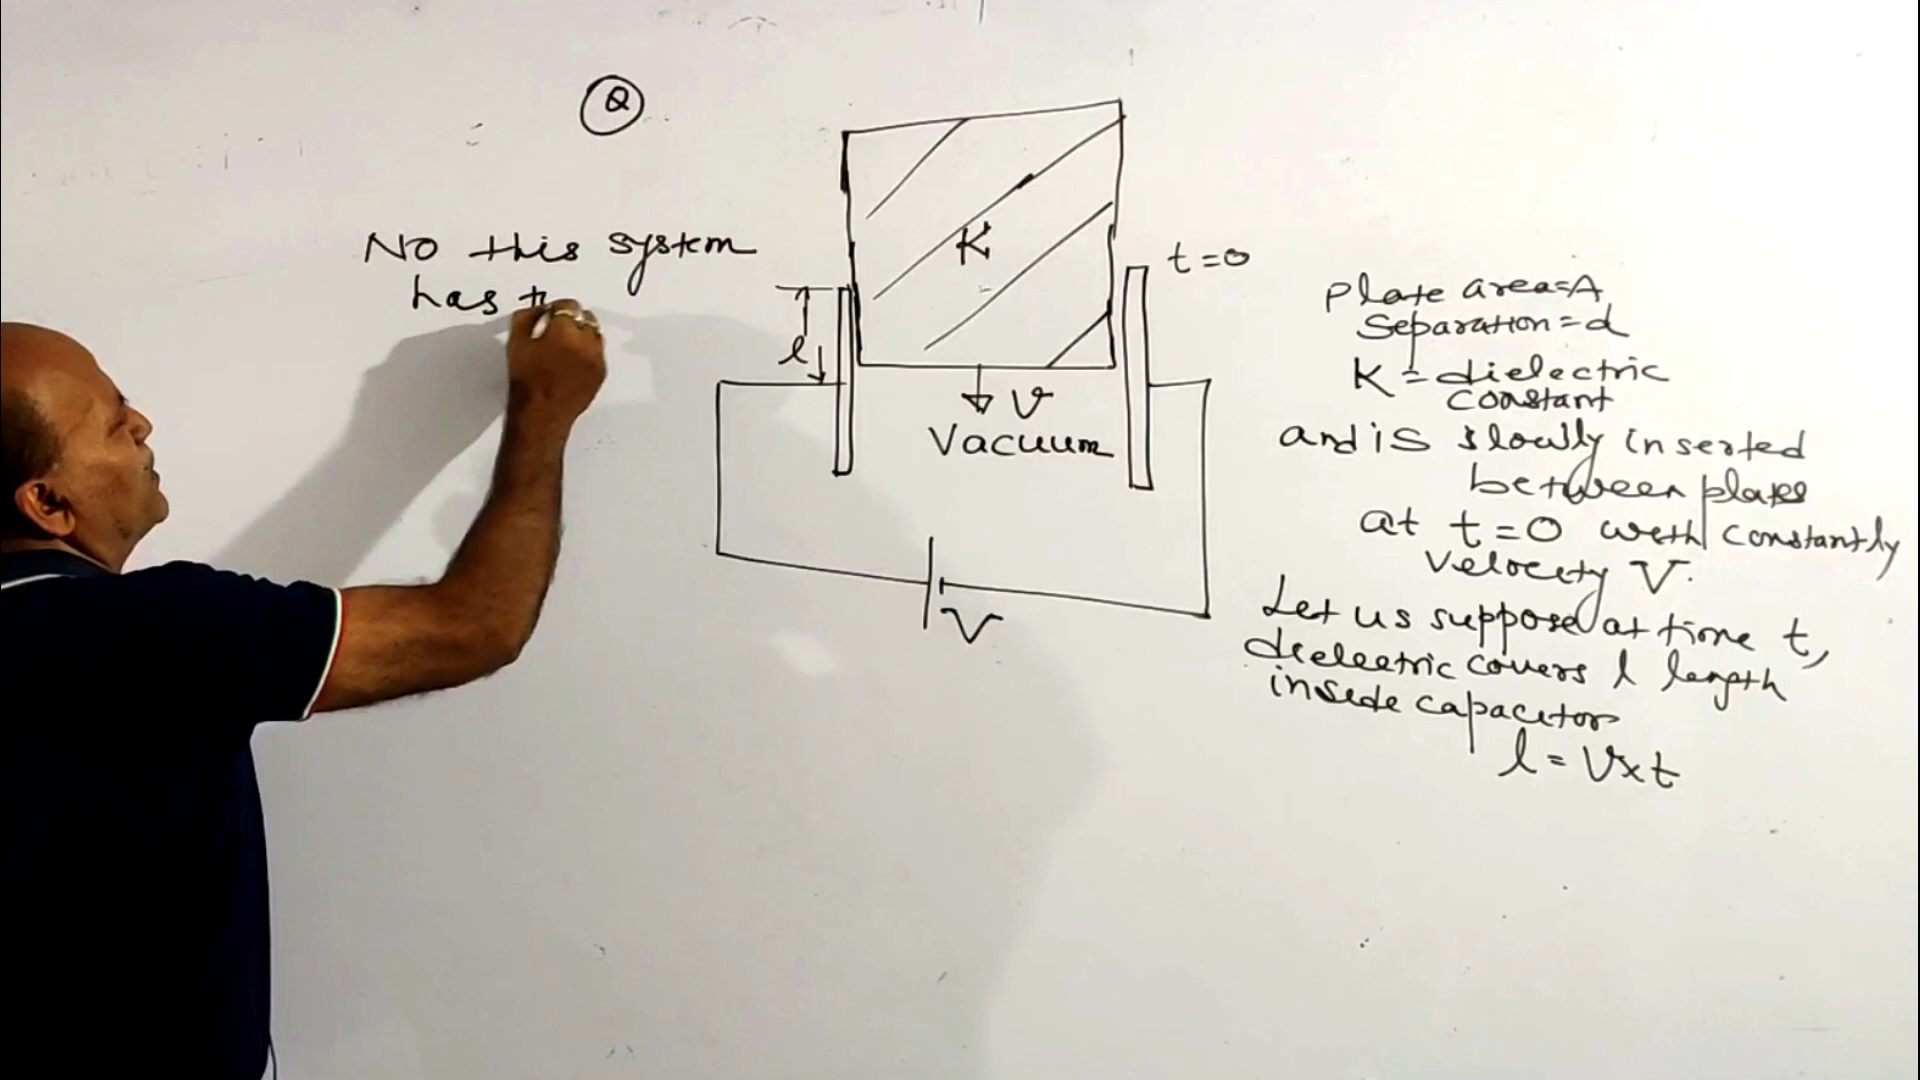 Q
No this system
has t
K
t=0
l
v
Vacuum
V
plate area=A
Separation=d
K = dielectric
constant
and is slowly inserted
between plates
at t=0 with constantly
velocity V.
Let us suppose at time t,
dielectric covers l length
inside capacitor
l = V×t